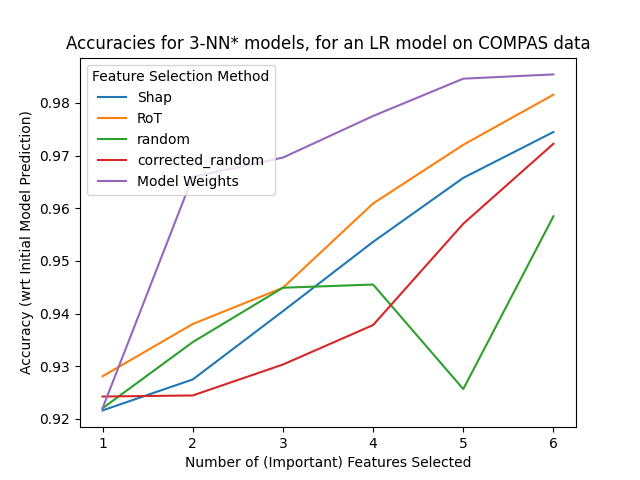 Accuracies for 3-NN* models, for an LR model on COMPAS data
Feature Selection Method
Shap
RoT
random
corrected_random
Model Weights
Accuracy (wrt Initial Model Prediction)
0.98
0.97
0.96
0.95
0.94
0.93
0.92
1 2 3 4 5 6
Number of (Important) Features Selected